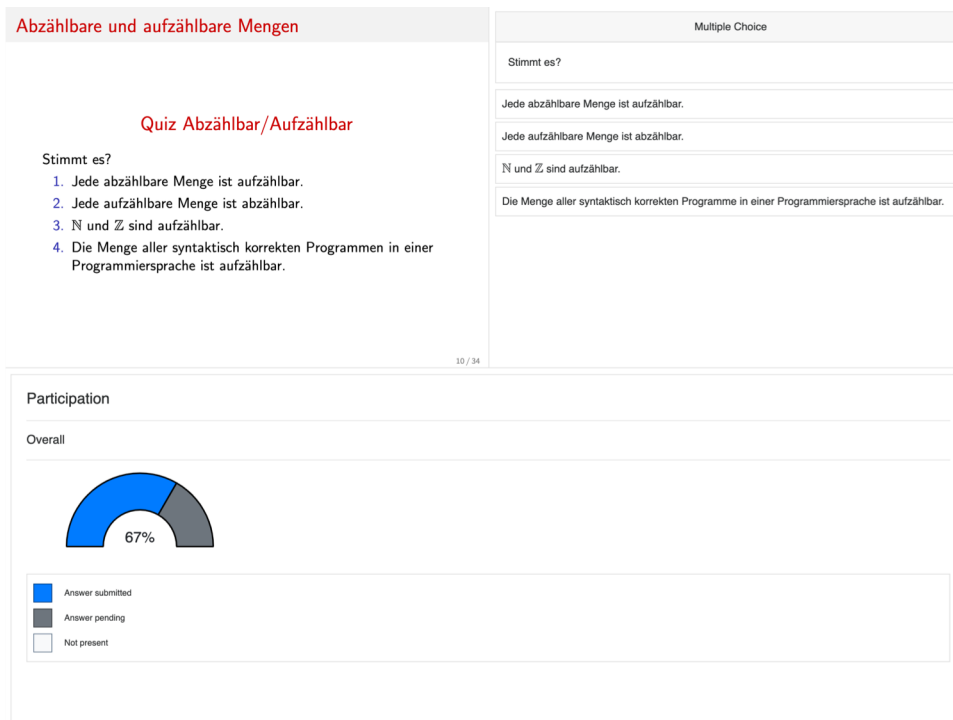 Abzählbare und aufzählbare Mengen
Quiz Abzählbar/Aufzählbar
Stimmt es?
1. Jede abzählbare Menge ist aufzählbar.
2. Jede aufzählbare Menge ist abzählbar.
3. ℕ und ℤ sind aufzählbar.
4. Die Menge aller syntaktisch korrekten Programmen in einer
Programmiersprache ist aufzählbar.
10 / 34
Multiple Choice
Stimmt es?
Jede abzählbare Menge ist aufzählbar.
Jede aufzählbare Menge ist abzählbar.
ℕ und ℤ sind aufzählbar.
Die Menge aller syntaktisch korrekten Programme in einer Programmiersprache ist aufzählbar.
Participation
Overall
67%
Answer submitted
Answer pending
Not present